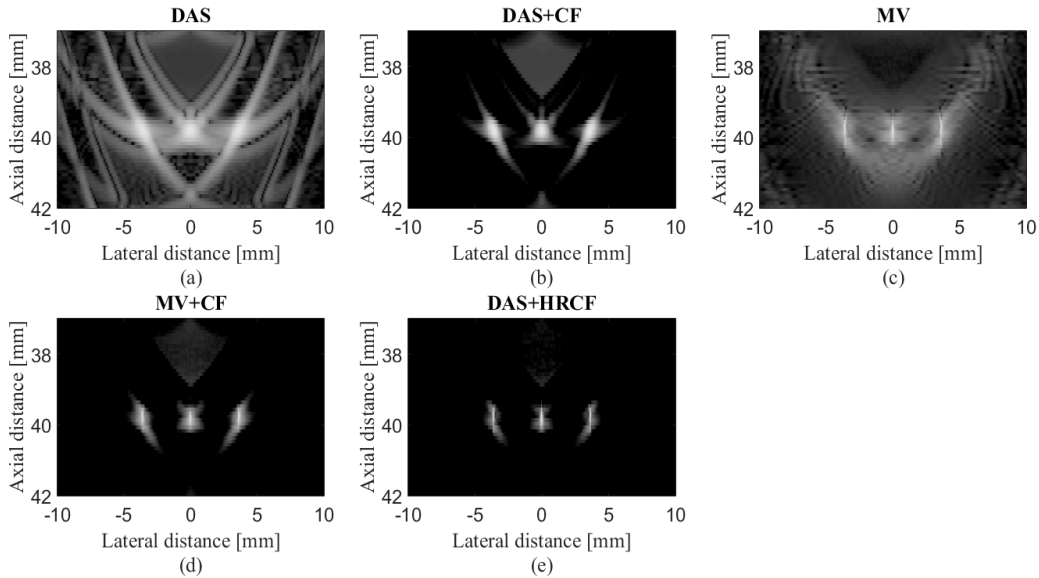 DAS
DAS+CF
MV
Axial distance [mm]
38
40
42
-10
-5
0
5
10
Lateral distance [mm]
(a)
Axial distance [mm]
38
40
42
-10
-5
0
5
10
Lateral distance [mm]
(b)
Axial distance [mm]
38
40
42
-10
-5
0
5
10
Lateral distance [mm]
(c)
MV+CF
DAS+HRCF
Axial distance [mm]
38
40
42
-10
-5
0
5
10
Lateral distance [mm]
(d)
Axial distance [mm]
38
40
42
-10
-5
0
5
10
Lateral distance [mm]
(e)